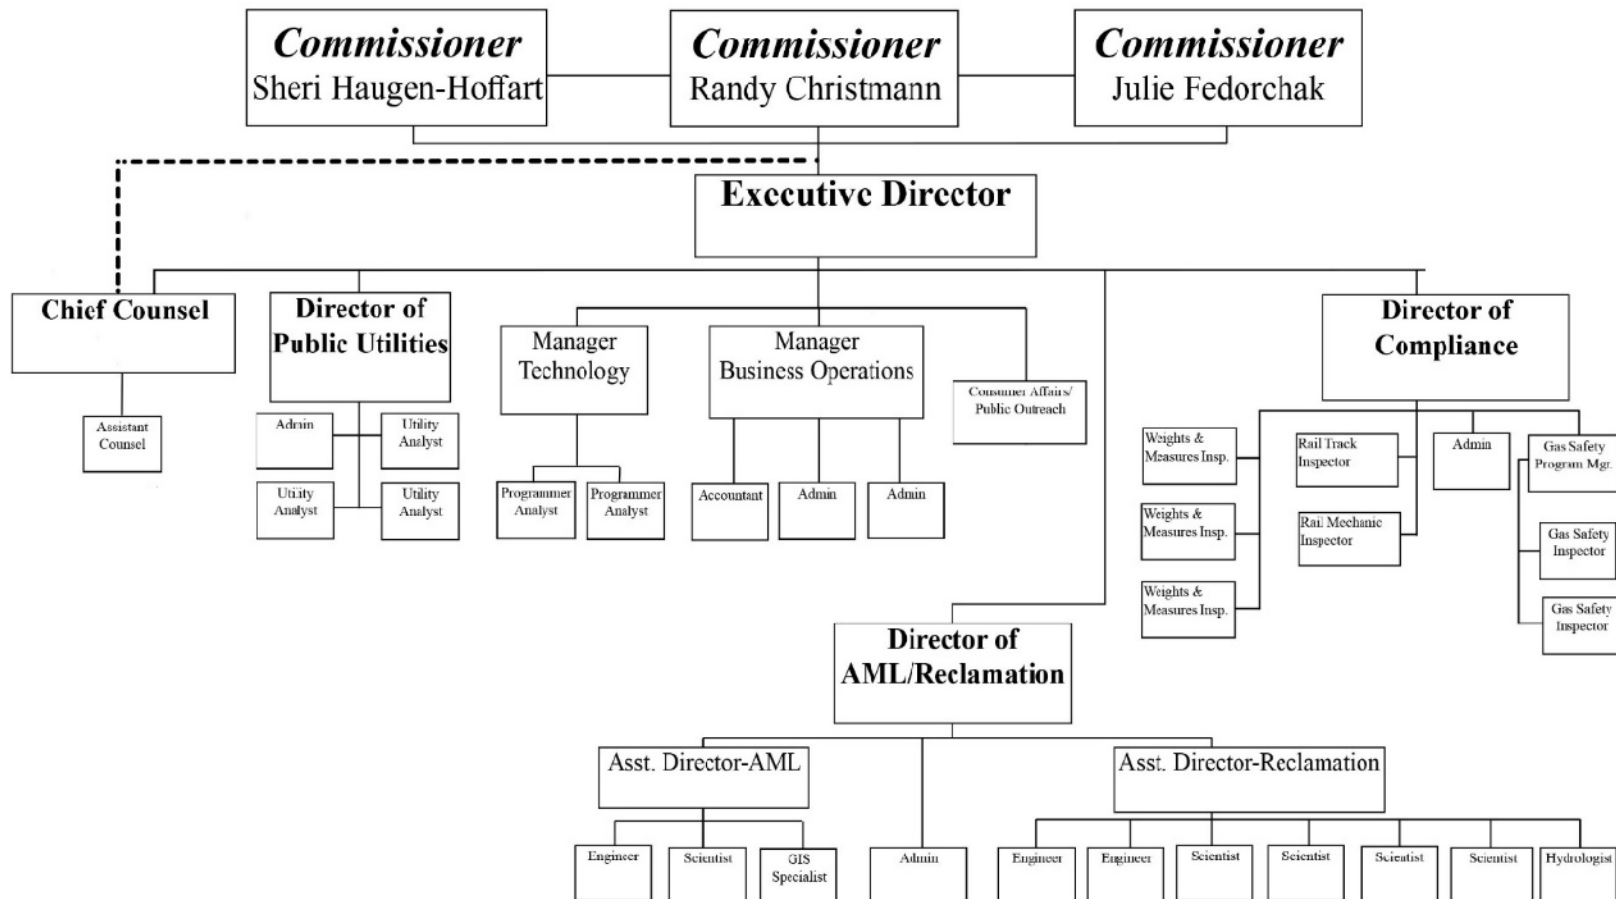 Commissioner
Sheri Haugen-Hoffart
Commissioner
Randy Christmann
Commissioner
Julie Fedorchak
Executive Director
Chief Counsel
Assistant
Counsel
Director of
Public Utilities
Admin
Utility
Analyst
Utility
Analyst
Utility
Analyst
Manager
Technology
Programmer
Analyst
Programmer
Analyst
Manager
Business Operations
Accountant
Admin
Admin
Consumer Affairs/
Public Outreach
Director of
Compliance
Weights &
Measures Insp.
Weights &
Measures Insp.
Weights &
Measures Insp.
Rail Track
Inspector
Rail Mechanic
Inspector
Admin
Gas Safety
Program Mgr.
Gas Safety
Inspector
Gas Safety
Inspector
Director of
AML/Reclamation
Asst. Director-AML
Engineer
Scientist
GIS
Specialist
Admin
Asst. Director-Reclamation
Engineer
Engineer
Scientist
Scientist
Scientist
Scientist
Hydrologist